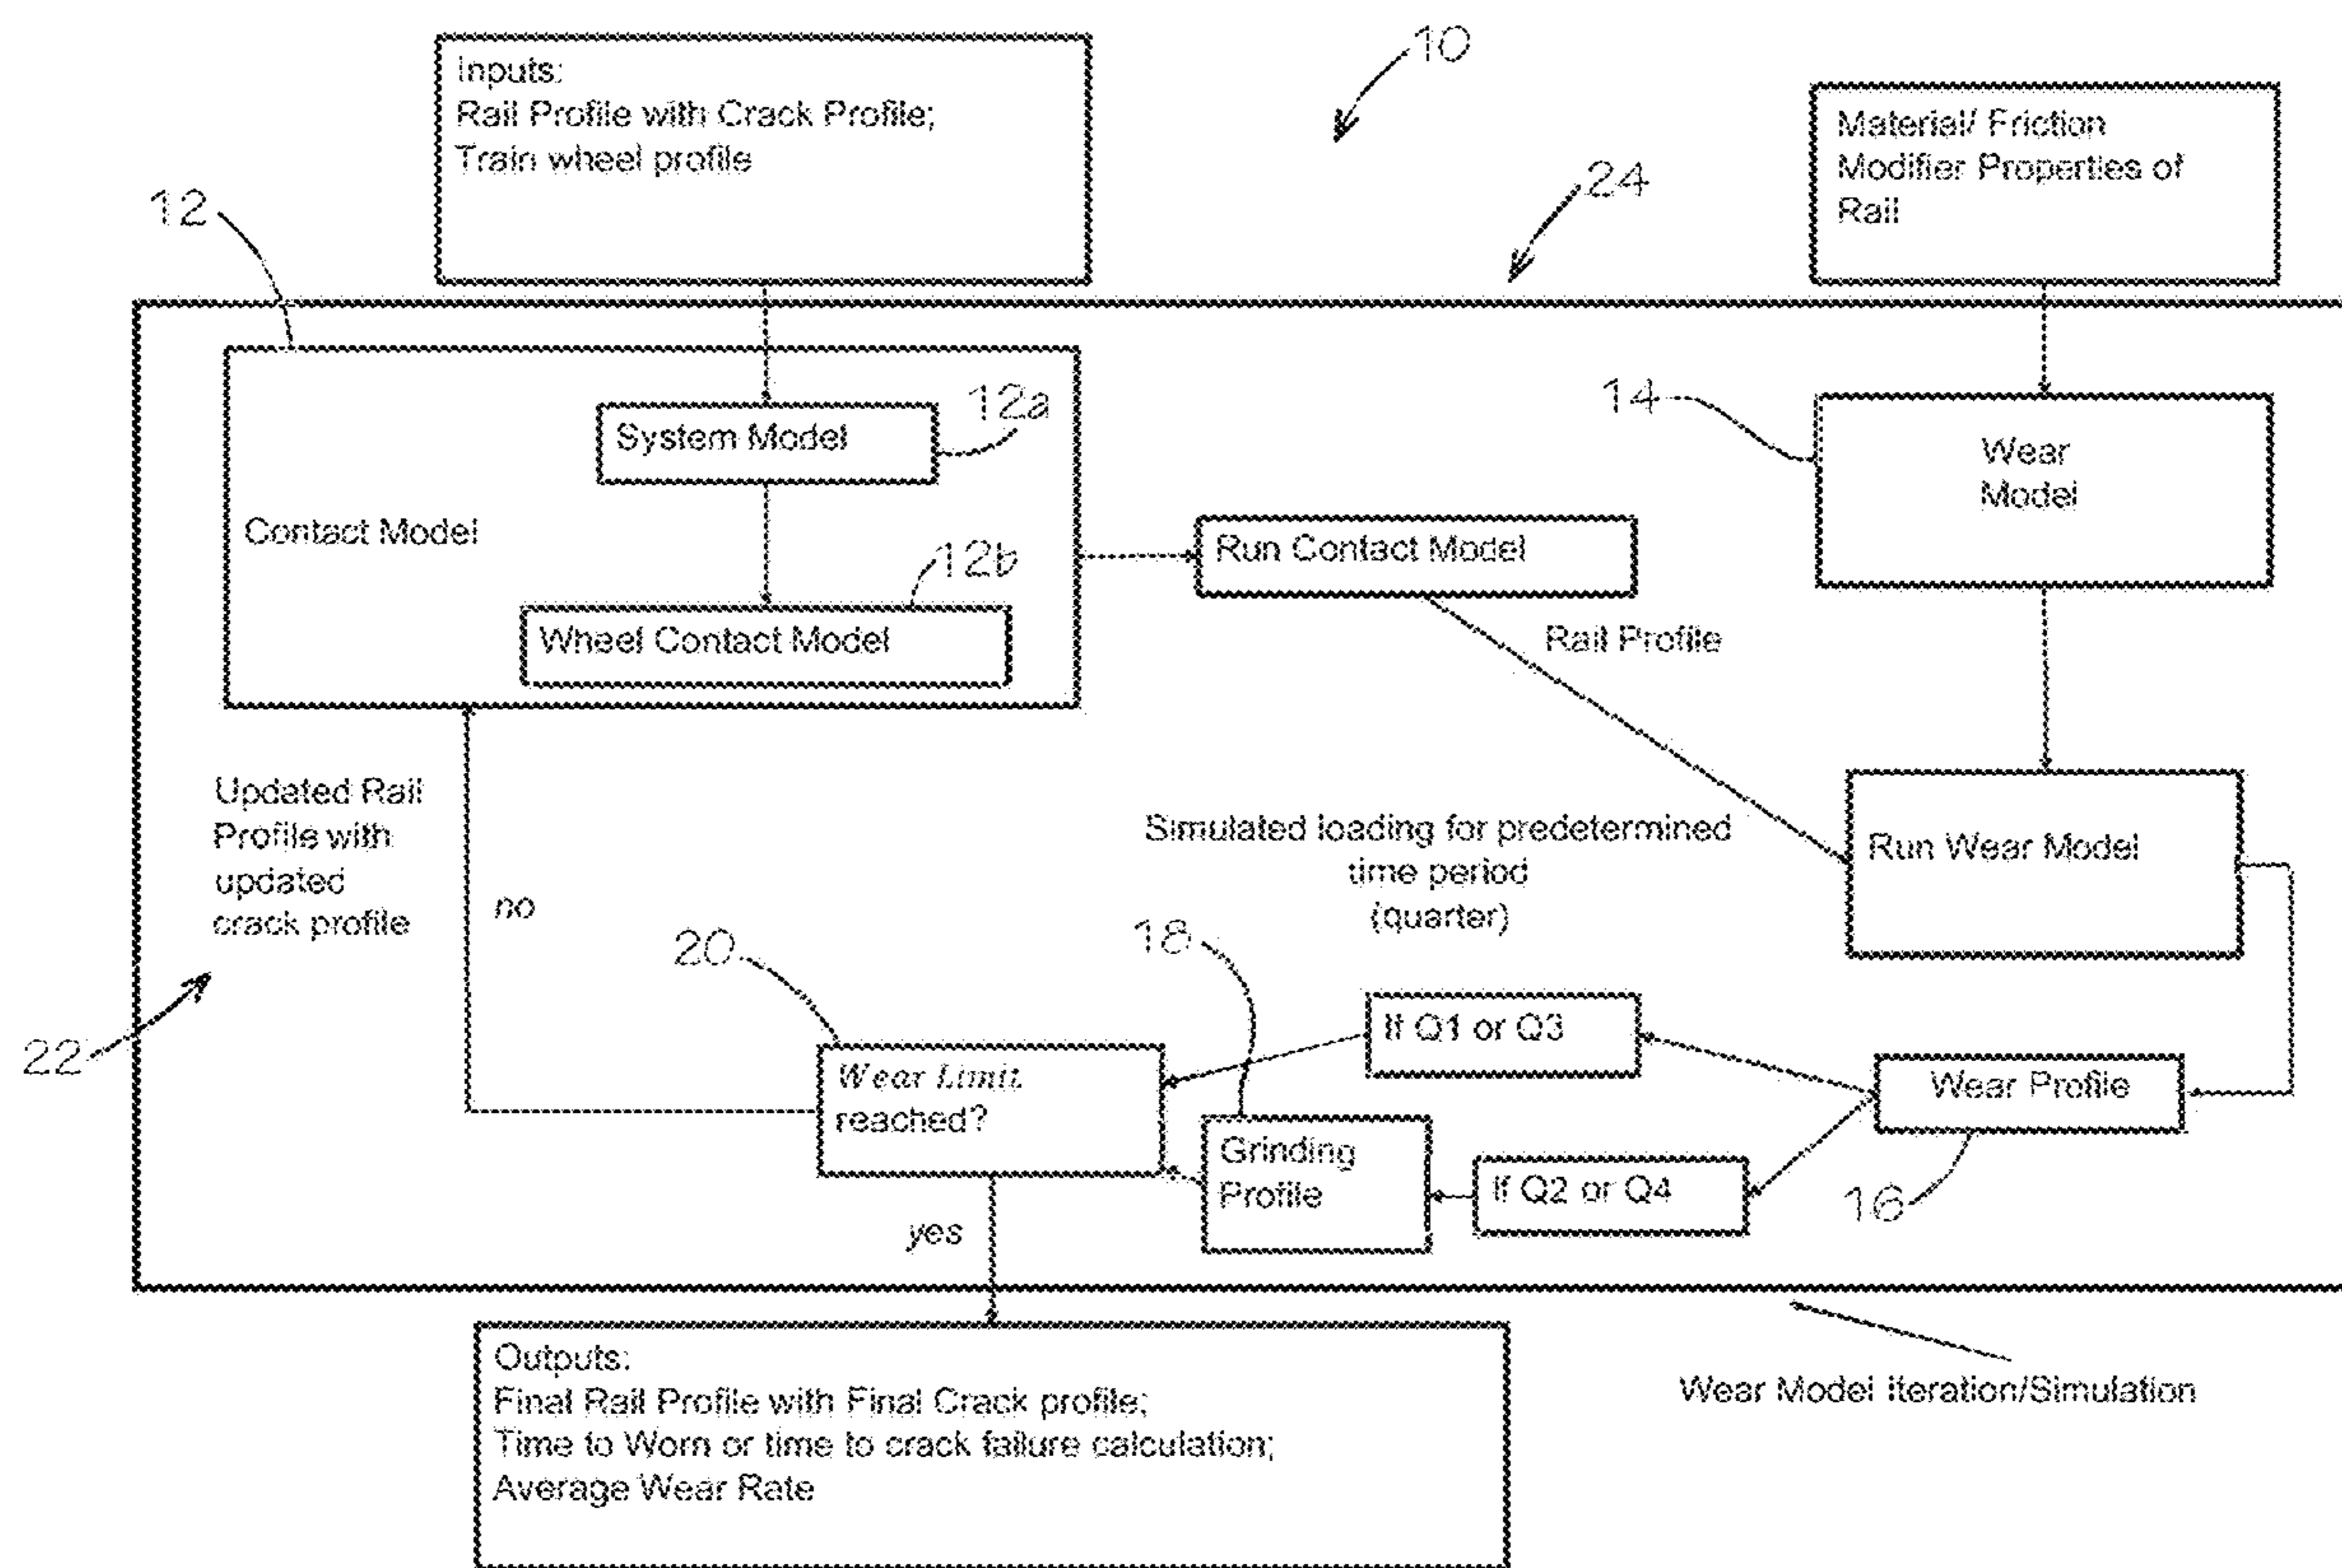 10
Inputs:
Rail Profile with Crack Profile;
Train wheel profile
Material/ Friction
Modifier Properties of
Rail
24
12
12a
System Model
14
Wear
Model
Contact Model
12b
Run Contact Model
Wheel Contact Model
Rail Profile
Updated Rail
Profile with
updated
crack profile
no
Simulated loading for predetermined
time period
(quarter)
Run Wear Model
20
18
22
If Q1 or Q3
Wear Limit
reached?
Wear Profile
Grinding
Profile
If Q2 or Q4
16
yes
Outputs:
Final Rail Profile with Final Crack profile;
Time to Worn or time to crack failure calculation;
Average Wear Rate
Wear Model Iteration/Simulation